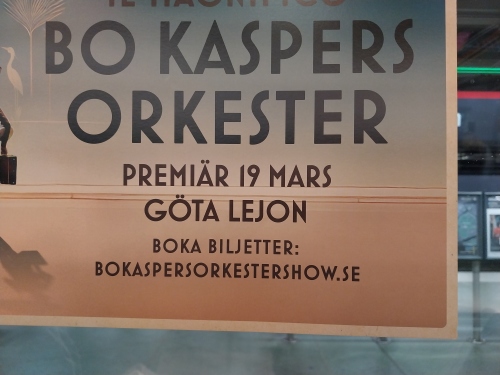 BO KASPERS
ORKESTER
PREMIÄR 19 MARS
GÖTA LEJON
BOKA BILJETTER:
BOKASPERSORKESTERSHOW.SE